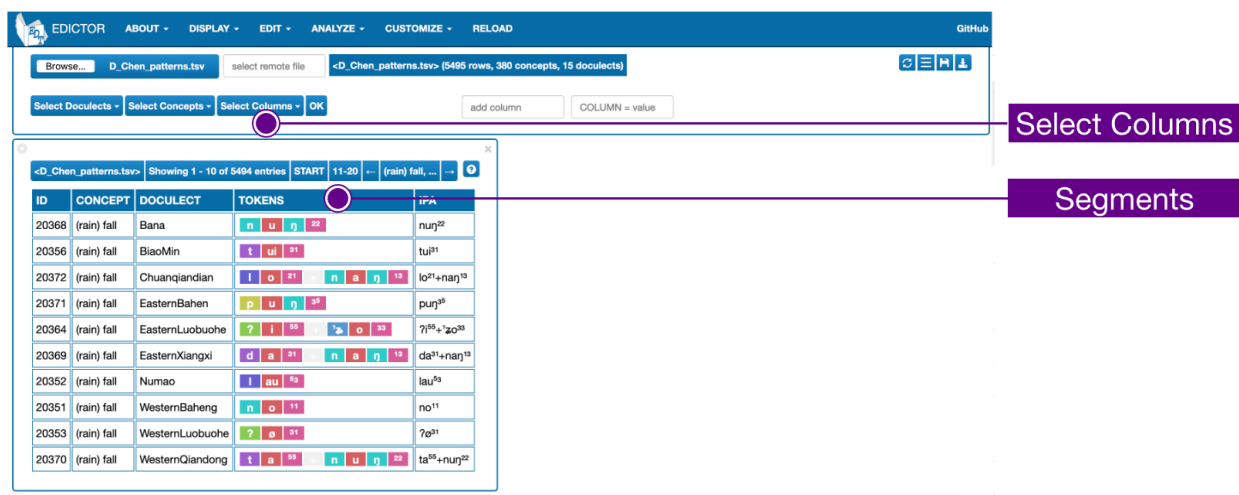 EDICTOR ABOUT DISPLAY EDIT ANALYZE CUSTOMIZE RELOAD GitHub
Browse... D_Chen_patterns.tsv select remote file <D_Chen_patterns.tsv> (5495 rows, 380 concepts, 15 doculects)
Select Doculects Select Concepts Select Columns OK add column COLUMN = value
Select Columns
<D_Chen_patterns.tsv> Showing 1 - 10 of 5494 entries START 11-20 ← (rain) fall, ... → ?
Segments
ID CONCEPT DOCULECT TOKENS IPA
20368 (rain) fall Bana n u ŋ ²² nuŋ²²
20356 (rain) fall BiaoMin t ui ³¹ tui³¹
20372 (rain) fall Chuanqiandian l o ²¹ + n a ŋ ¹³ lo²¹+naŋ¹³
20371 (rain) fall EasternBahen p u ŋ ³⁵ puŋ³⁵
20364 (rain) fall EasternLuobuohe ʔ i ⁵⁵ + ˀʑ o ³³ ʔi⁵⁵+ˀʑo³³
20369 (rain) fall EasternXiangxi d a ³¹ + n a ŋ ¹³ da³¹+naŋ¹³
20352 (rain) fall Numao l au ⁵³ lau⁵³
20351 (rain) fall WesternBaheng n o ¹¹ no¹¹
20353 (rain) fall WesternLuobuohe ʔ ø ³¹ ʔø³¹
20370 (rain) fall WesternQiandong t a ⁵⁵ + n u ŋ ²² ta⁵⁵+nuŋ²²